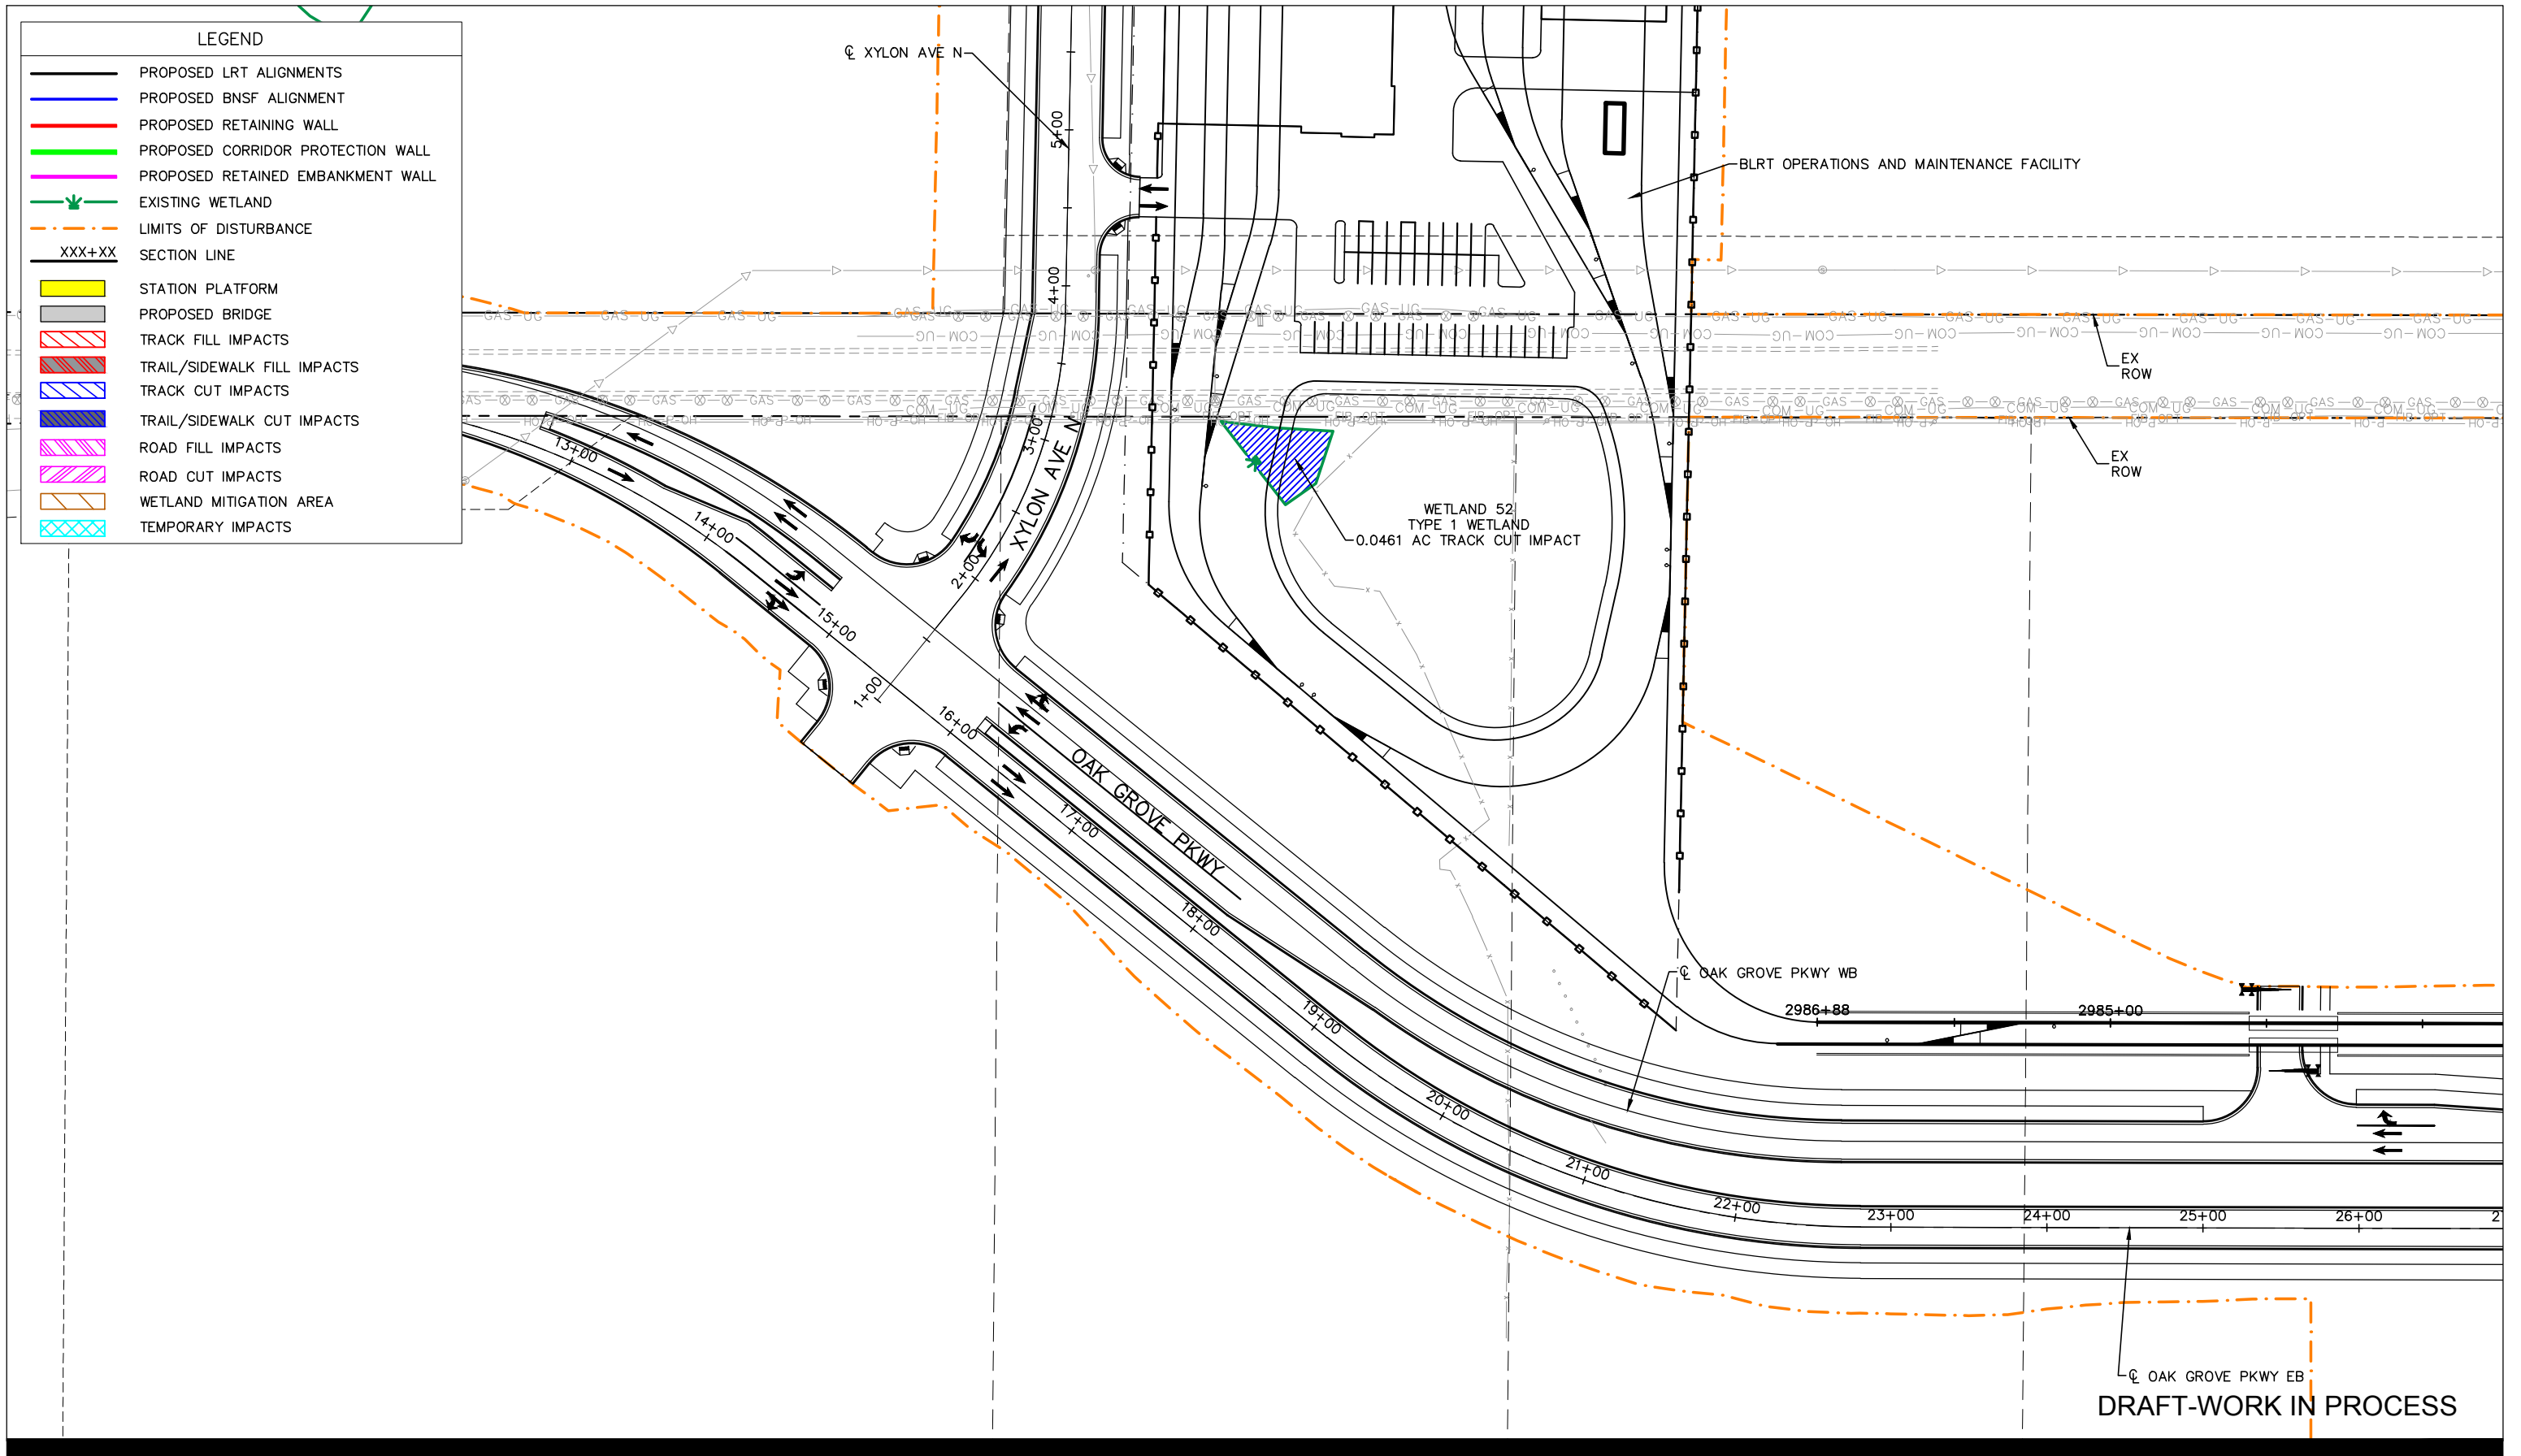 LEGEND
PROPOSED LRT ALIGNMENTS
PROPOSED BNSF ALIGNMENT
PROPOSED RETAINING WALL
PROPOSED CORRIDOR PROTECTION WALL
PROPOSED RETAINED EMBANKMENT WALL
EXISTING WETLAND
LIMITS OF DISTURBANCE
XXX+XX SECTION LINE
STATION PLATFORM
PROPOSED BRIDGE
TRACK FILL IMPACTS
TRAIL/SIDEWALK FILL IMPACTS
TRACK CUT IMPACTS
TRAIL/SIDEWALK CUT IMPACTS
ROAD FILL IMPACTS
ROAD CUT IMPACTS
WETLAND MITIGATION AREA
TEMPORARY IMPACTS
℄ XYLON AVE N
5+00
4+00
3+00
2+00
1+00
XYLON AVE N
BLRT OPERATIONS AND MAINTENANCE FACILITY
EX
ROW
EX
ROW
WETLAND 52
TYPE 1 WETLAND
0.0461 AC TRACK CUT IMPACT
13+00
14+00
15+00
16+00
17+00
18+00
19+00
20+00
21+00
22+00
23+00
24+00
25+00
26+00
OAK GROVE PKWY
℄ OAK GROVE PKWY WB
2986+88
2985+00
℄ OAK GROVE PKWY EB
DRAFT-WORK IN PROCESS